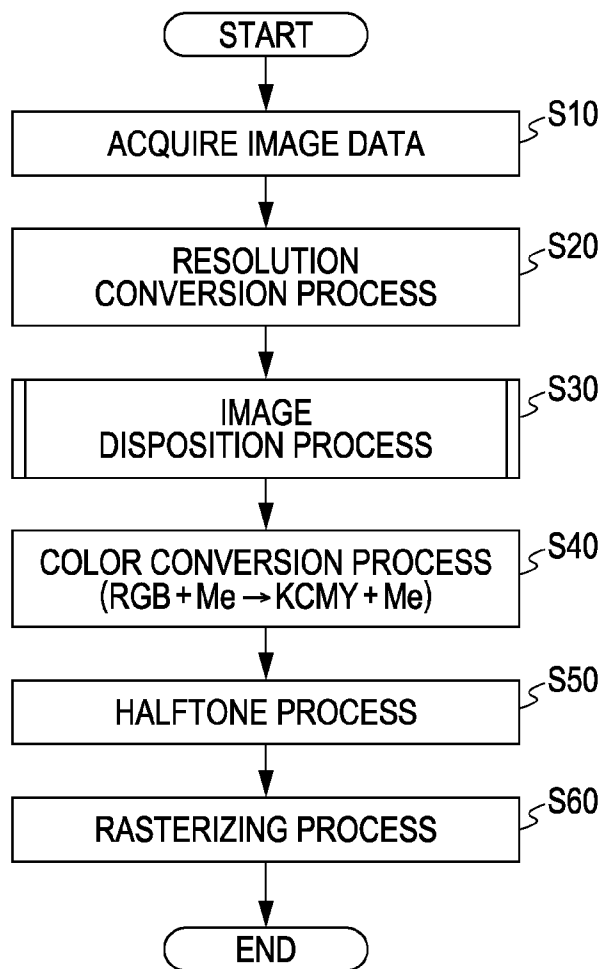 START
S10
ACQUIRE IMAGE DATA
S20
RESOLUTION
CONVERSION PROCESS
S30
IMAGE
DISPOSITION PROCESS
S40
COLOR CONVERSION PROCESS
(RGB+Me→KCMY+Me)
S50
HALFTONE PROCESS
S60
RASTERIZING PROCESS
END